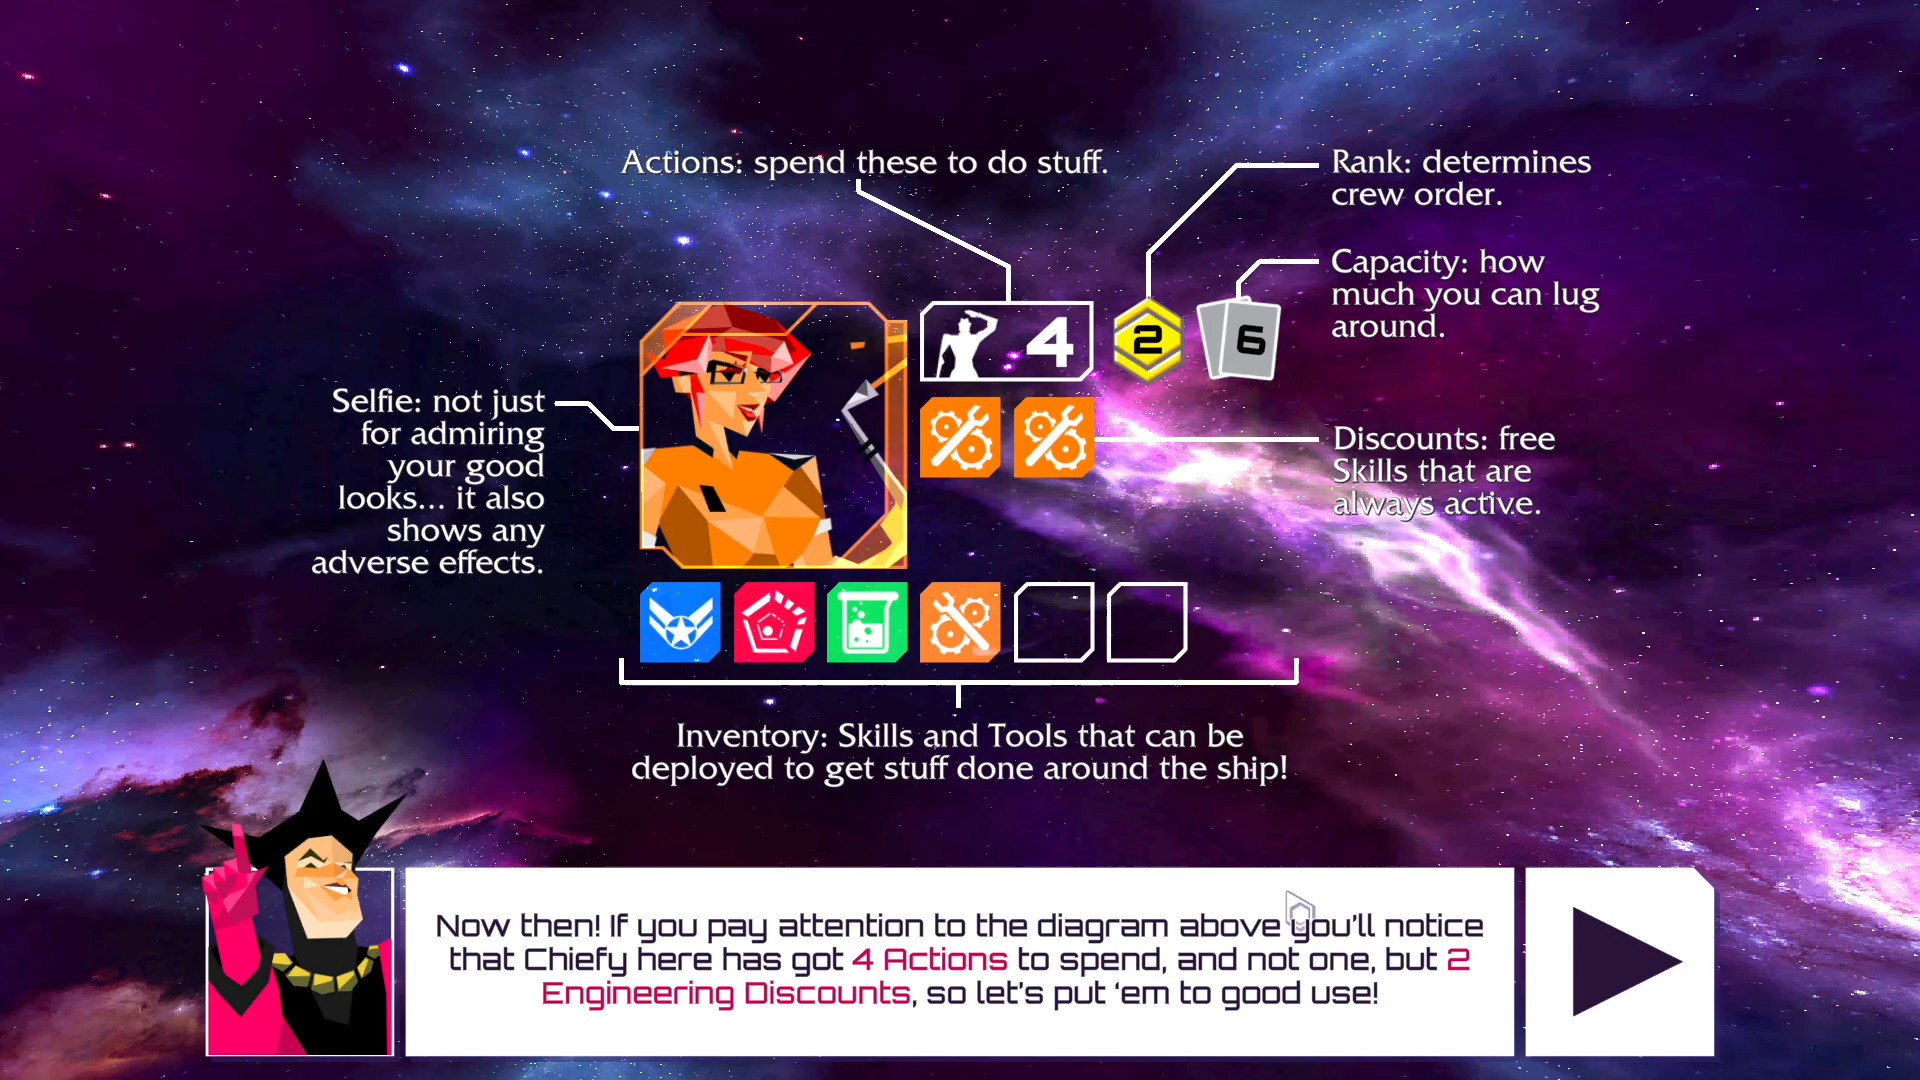 Actions: spend these to do stuff.
Rank: determines
crew order.
Capacity: how
much you can lug
around.
4
2
6
Selfie: not just
for admiring
your good
looks... it also
shows any
adverse effects.
Discounts: free
Skills that are
always active.
Inventory: Skills and Tools that can be
deployed to get stuff done around the ship!
Now then! If you pay attention to the diagram above you'll notice
that Chiefy here has got 4 Actions to spend, and not one, but 2
Engineering Discounts, so let's put ‘em to good use!